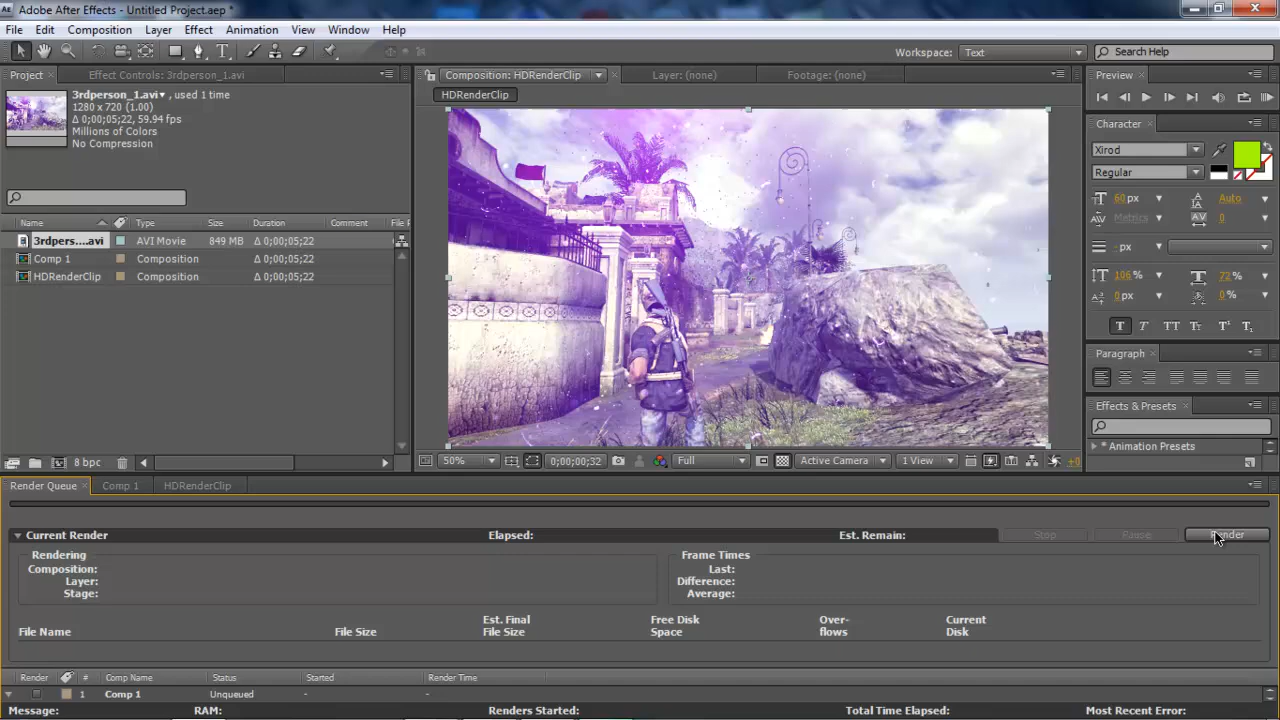 Adobe After Effects - Untitled Project.aep *
File Edit Composition Layer Effect Animation View Window Help
Workspace: Text Search Help
Project Effect Controls: 3rdperson_1.avi
Composition: HDRenderClip Layer: (none) Footage: (none)
Preview
3rdperson_1.avi, used 1 time
1280 x 720 (1.00)
Δ 0;00;05;22, 59.94 fps
Millions of Colors
No Compression
HDRenderClip
Character
Xirod
Regular
60 px Auto
Metrics 0
- px
106 % 72 %
0 px 0 %
T T TT Tт T¹ T₁
Paragraph
Effects & Presets
* Animation Presets
Name Type Size Duration Comment File P
3rdpers....avi AVI Movie 849 MB Δ 0;00;05;22
Comp 1 Composition Δ 0;00;05;22
HDRenderClip Composition Δ 0;00;05;22
8 bpc
50% 0;00;00;32 Full Active Camera 1 View +0
Render Queue Comp 1 HDRenderClip
Current Render Elapsed: Est. Remain: Stop Pause Render
Rendering
Composition:
Layer:
Stage:
Frame Times
Last:
Difference:
Average:
File Name File Size Est. Final File Size Free Disk Space Over-flows Current Disk
Render # Comp Name Status Started Render Time
1 Comp 1 Unqueued - -
Message: RAM: Renders Started: Total Time Elapsed: Most Recent Error: